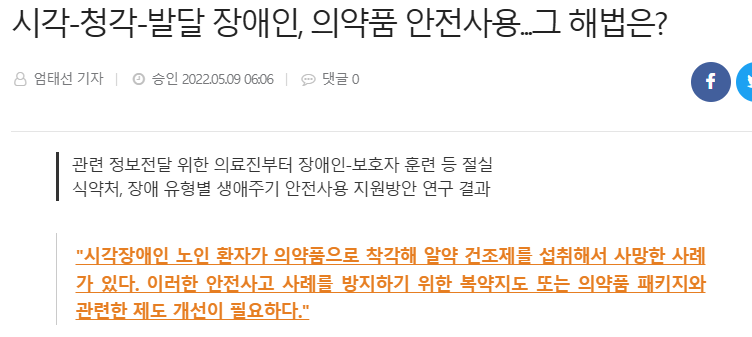 시각-청각-발달 장애인, 의약품 안전사용...그 해법은?
엄태선 기자 | 승인 2022.05.09 06:06 | 댓글 0
관련 정보전달 위한 의료진부터 장애인-보호자 훈련 등 절실
식약처, 장애 유형별 생애주기 안전사용 지원방안 연구 결과
"시각장애인 노인 환자가 의약품으로 착각해 알약 건조제를 섭취해서 사망한 사례
가 있다. 이러한 안전사고 사례를 방지하기 위한 복약지도 또는 의약품 패키지와
관련한 제도 개선이 필요하다."